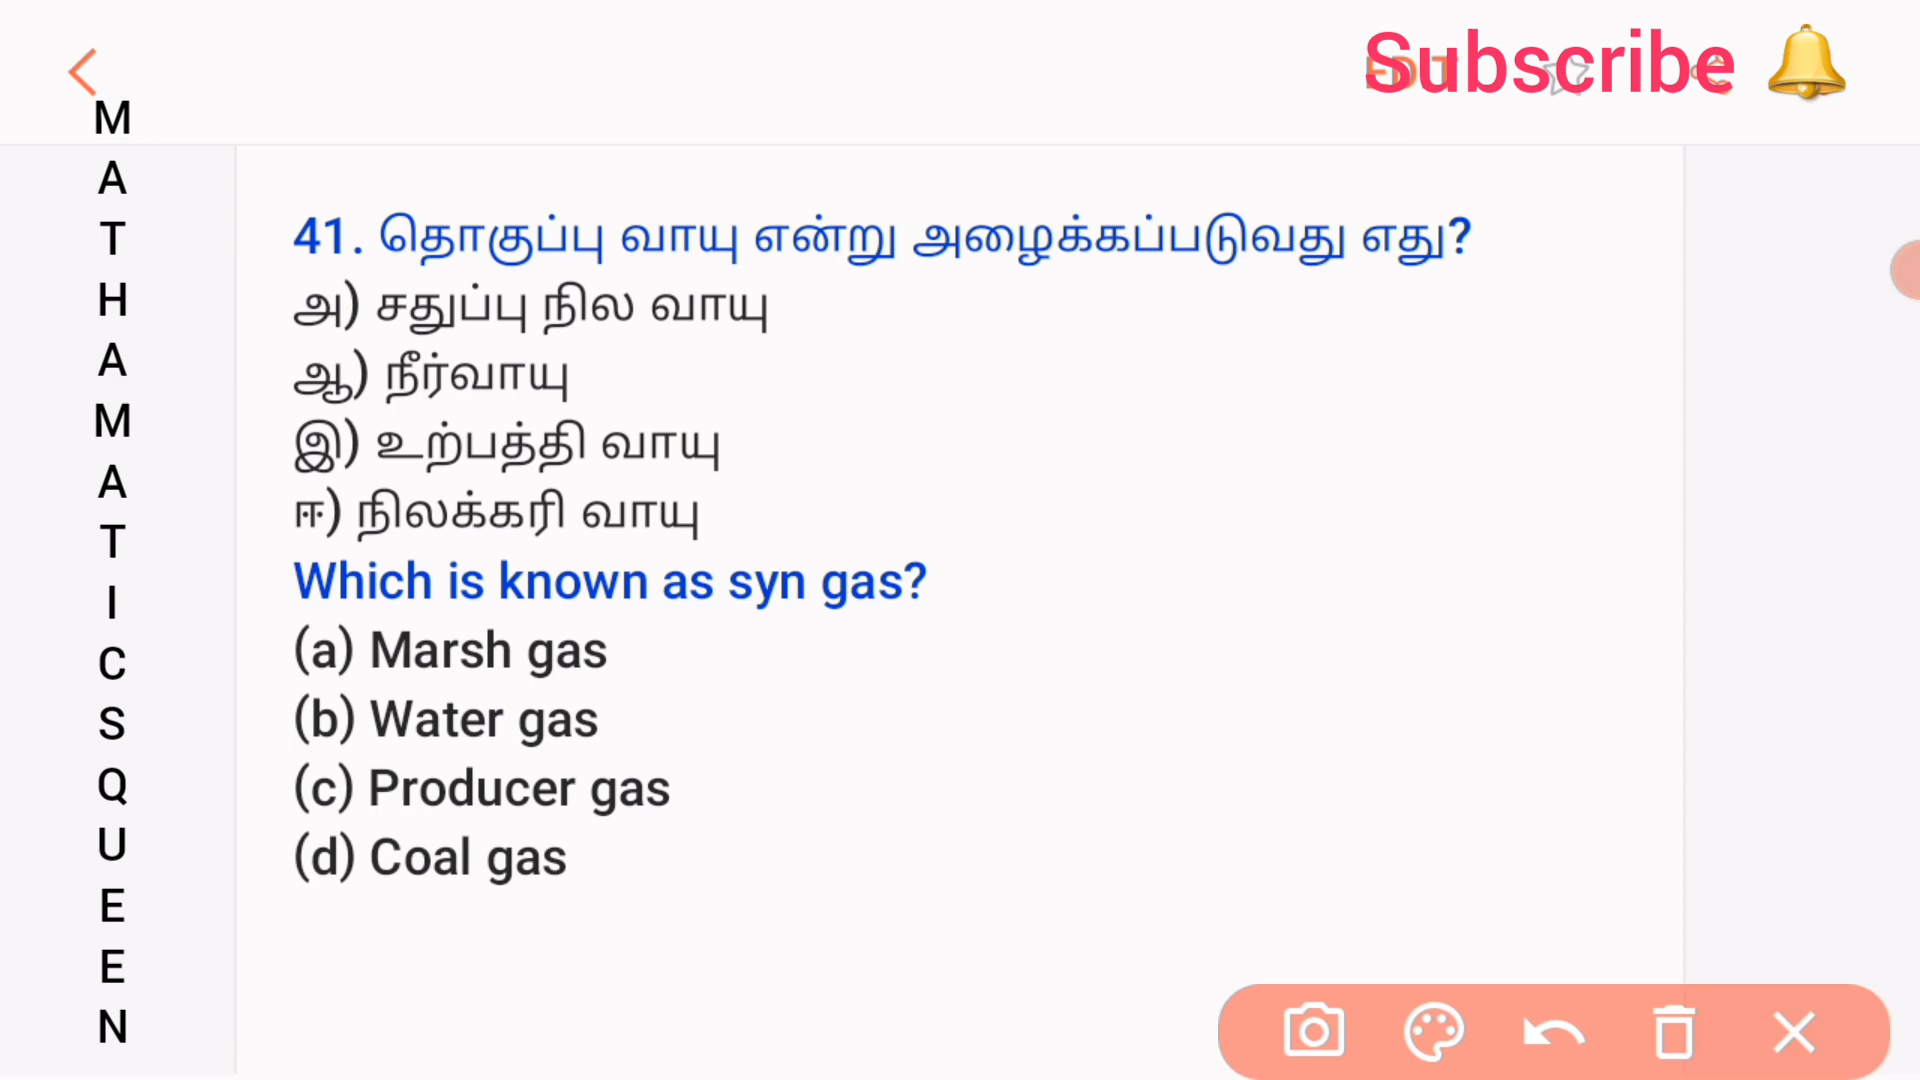 Subscribe 🔔
MATHAMATICSQUEEN
41. தொகுப்பு வாயு என்று அழைக்கப்படுவது எது?
அ) சதுப்பு நில வாயு
ஆ) நீர்வாயு
இ) உற்பத்தி வாயு
ஈ) நிலக்கரி வாயு
Which is known as syn gas?
(a) Marsh gas
(b) Water gas
(c) Producer gas
(d) Coal gas